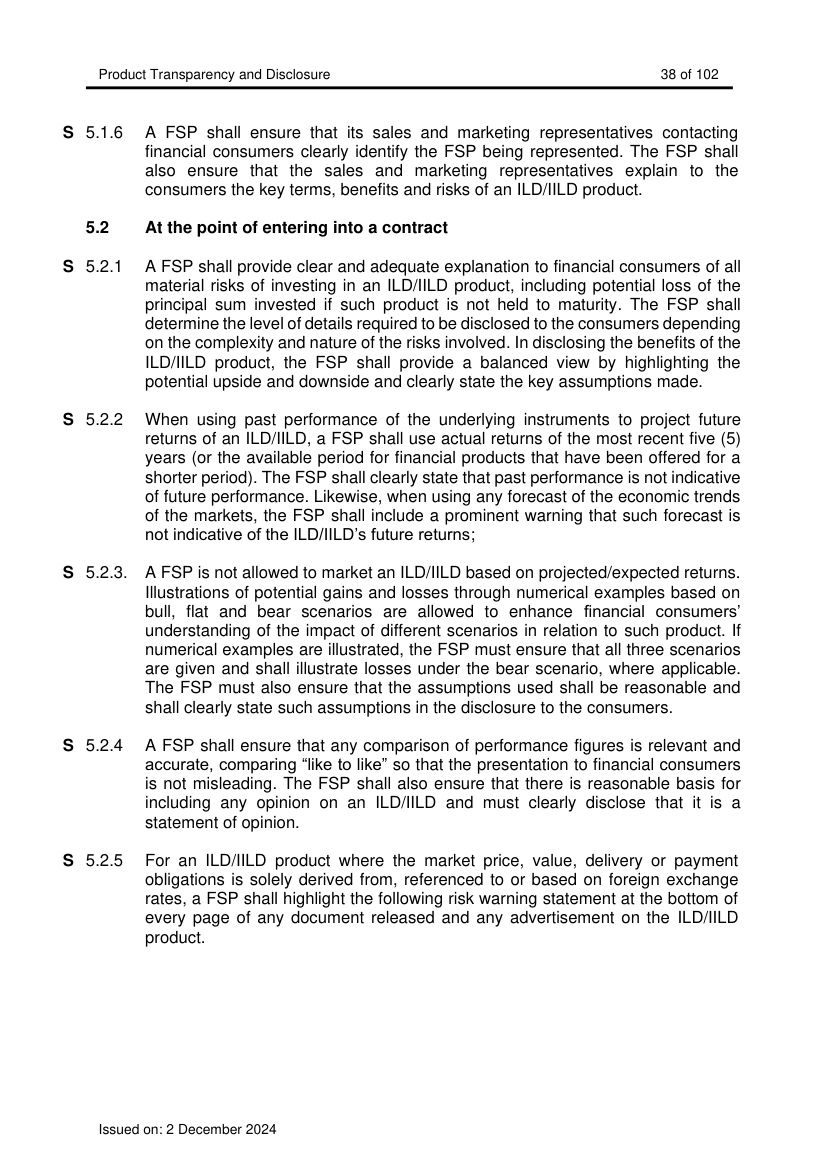 Product Transparency and Disclosure 38 of 102
S 5.1.6 A FSP shall ensure that its sales and marketing representatives contacting
financial consumers clearly identify the FSP being represented. The FSP shall
also ensure that the sales and marketing representatives explain to the
consumers the key terms, benefits and risks of an ILD/IILD product.
5.2 At the point of entering into a contract
S 5.2.1 A FSP shall provide clear and adequate explanation to financial consumers of all
material risks of investing in an ILD/IILD product, including potential loss of the
principal sum invested if such product is not held to maturity. The FSP shall
determine the level of details required to be disclosed to the consumers depending
on the complexity and nature of the risks involved. In disclosing the benefits of the
ILD/IILD product, the FSP shall provide a balanced view by highlighting the
potential upside and downside and clearly state the key assumptions made.
S 5.2.2 When using past performance of the underlying instruments to project future
returns of an ILD/IILD, a FSP shall use actual returns of the most recent five (5)
years (or the available period for financial products that have been offered for a
shorter period). The FSP shall clearly state that past performance is not indicative
of future performance. Likewise, when using any forecast of the economic trends
of the markets, the FSP shall include a prominent warning that such forecast is
not indicative of the ILD/IILD’s future returns;
S 5.2.3. A FSP is not allowed to market an ILD/IILD based on projected/expected returns.
Illustrations of potential gains and losses through numerical examples based on
bull, flat and bear scenarios are allowed to enhance financial consumers’
understanding of the impact of different scenarios in relation to such product. If
numerical examples are illustrated, the FSP must ensure that all three scenarios
are given and shall illustrate losses under the bear scenario, where applicable.
The FSP must also ensure that the assumptions used shall be reasonable and
shall clearly state such assumptions in the disclosure to the consumers.
S 5.2.4 A FSP shall ensure that any comparison of performance figures is relevant and
accurate, comparing “like to like” so that the presentation to financial consumers
is not misleading. The FSP shall also ensure that there is reasonable basis for
including any opinion on an ILD/IILD and must clearly disclose that it is a
statement of opinion.
S 5.2.5 For an ILD/IILD product where the market price, value, delivery or payment
obligations is solely derived from, referenced to or based on foreign exchange
rates, a FSP shall highlight the following risk warning statement at the bottom of
every page of any document released and any advertisement on the ILD/IILD
product.
Issued on: 2 December 2024